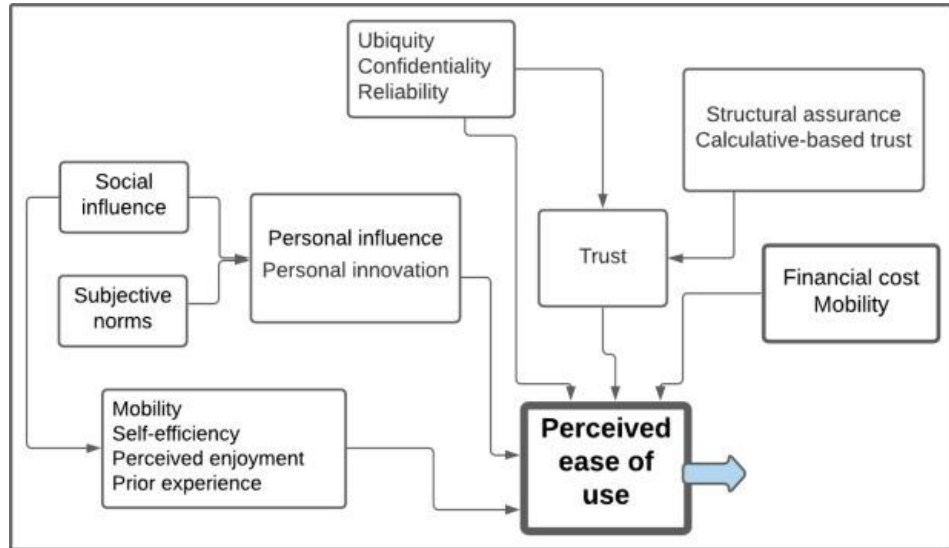 Ubiquity
Confidentiality
Reliability
Structural assurance
Calculative-based trust
Social
influence
Personal influence
Personal innovation
Trust
Subjective
norms
Financial cost
Mobility
Mobility
Self-efficiency
Perceived enjoyment
Prior experience
Perceived
ease of
use